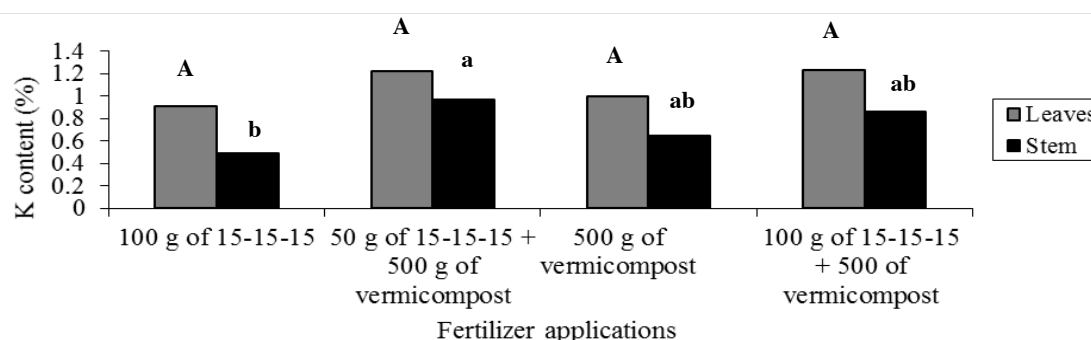 A
A
a
A
ab
A
ab
b
1.4
1.2
1
0.8
0.6
0.4
0.2
0
K content (%)
Leaves
Stem
100 g of 15-15-15
50 g of 15-15-15 +
500 g of
vermicompost
500 g of
vermicompost
100 g of 15-15-15
+ 500 of
vermicompost
Fertilizer applications